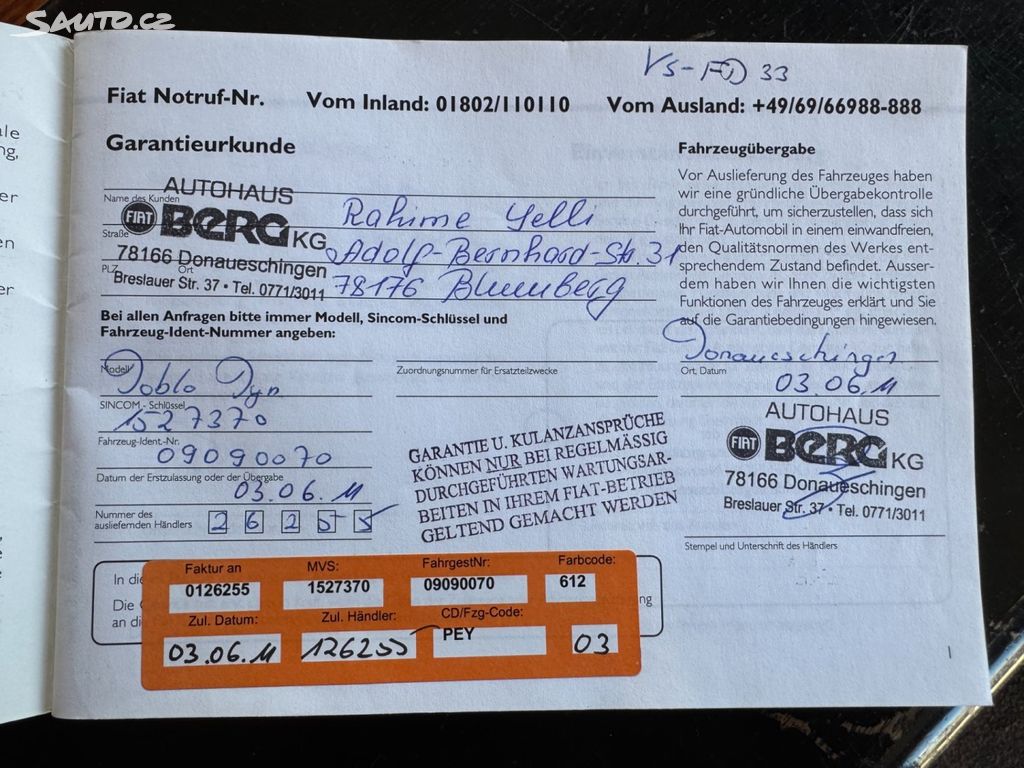 SAUTO.CZ
VS-FD 33
Fiat Notruf-Nr. Vom Inland: 01802/110110 Vom Ausland: +49/69/66988-888
Garantieurkunde
AUTOHAUS
Name des Kunden
FIAT BERG KG
Straße
78166 Donaueschingen
PLZ Ort
Breslauer Str. 37 • Tel. 0771/3011
Rahime Yelli
Adolf-Bernhard-Str. 31
78176 Blumberg
Bei allen Anfragen bitte immer Modell, Sincom-Schlüssel und
Fahrzeug-Ident-Nummer angeben:
Doblo Dyn.
Modell
Zuordnungsnummer für Ersatzteilzwecke
SINCOM - Schlüssel
1527370
Fahrzeug-Ident.-Nr.
09090070
Datum der Erstzulassung oder der Übergabe
03.06.11
Nummer des
ausliefernden Händlers
2 6 2 5 5
GARANTIE U. KULANZANSPRÜCHE
KÖNNEN NUR BEI REGELMÄSSIG
DURCHGEFÜHRTEN WARTUNGSAR-
BEITEN IN IHREM FIAT-BETRIEB
GELTEND GEMACHT WERDEN
Fahrzeugübergabe
Vor Auslieferung des Fahrzeuges haben
wir eine gründliche Übergabekontrolle
durchgeführt, um sicherzustellen, dass sich
Ihr Fiat-Automobil in einem einwandfreien,
den Qualitätsnormen des Werkes ent-
sprechendem Zustand befindet. Ausser-
dem haben wir Ihnen die wichtigsten
Funktionen des Fahrzeuges erklärt und Sie
auf die Garantiebedingungen hingewiesen.
Donaueschingen
Ort, Datum
03.06.11
AUTOHAUS
FIAT BERG KG
78166 Donaueschingen
Breslauer Str. 37 • Tel. 0771/3011
Stempel und Unterschrift des Händlers
In die
Die
an die
Faktur an MVS: FahrgestNr: Farbcode:
0126255 1527370 09090070 612
Zul. Datum: Zul. Händler: CD/Fzg-Code:
03.06.11 126255 PEY 03
1